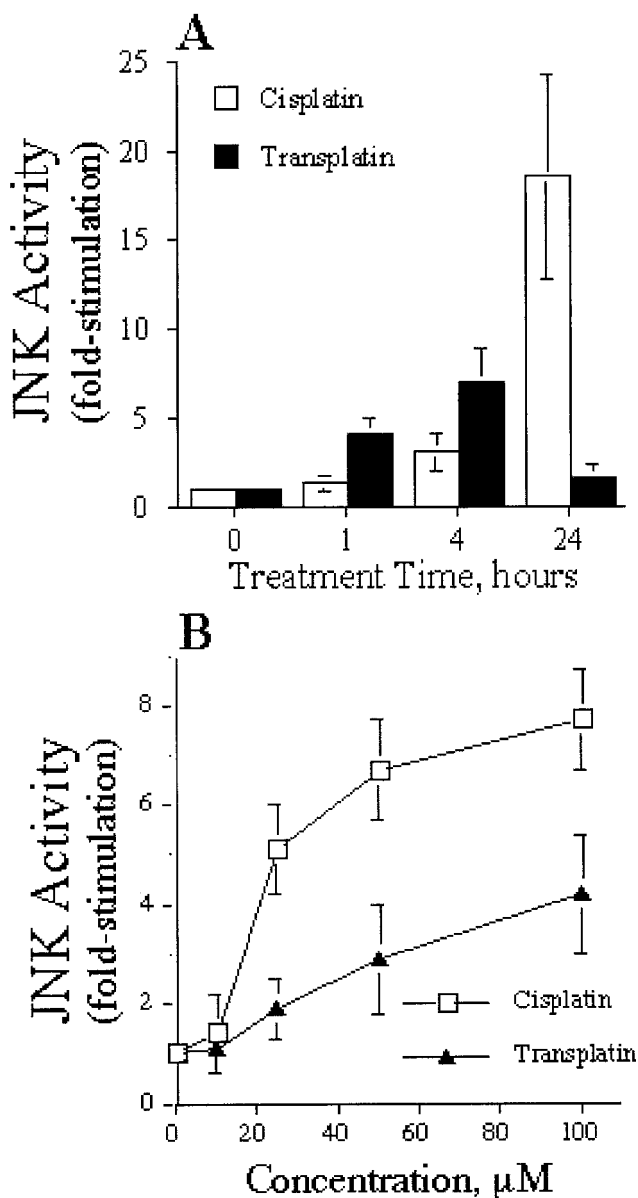 A
25
20
15
10
5
0
JNK Activity
(fold-stimulation)
Cisplatin
Transplatin
0 1 4 24
Treatment Time, hours
B
8
6
4
2
0
JNK Activity
(fold-stimulation)
Cisplatin
Transplatin
0 20 40 60 80 100
Concentration, µM